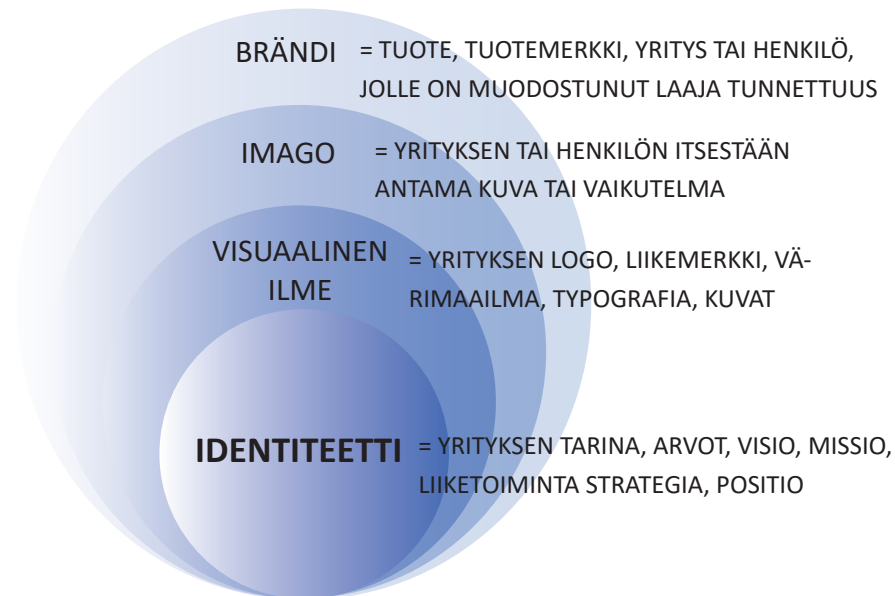 BRÄNDI = TUOTE, TUOTEMERKKI, YRITYS TAI HENKILÖ,
JOLLE ON MUODOSTUNUT LAAJA TUNNETTUUS
IMAGO = YRITYKSEN TAI HENKILÖN ITSESTÄÄN
ANTAMA KUVA TAI VAIKUTELMA
VISUAALINEN
ILME
= YRITYKSEN LOGO, LIIKEMERKKI, VÄ-
RIMAAILMA, TYPOGRAFIA, KUVAT
IDENTITEETTI = YRITYKSEN TARINA, ARVOT, VISIO, MISSIO,
LIIKETOIMINTA STRATEGIA, POSITIO